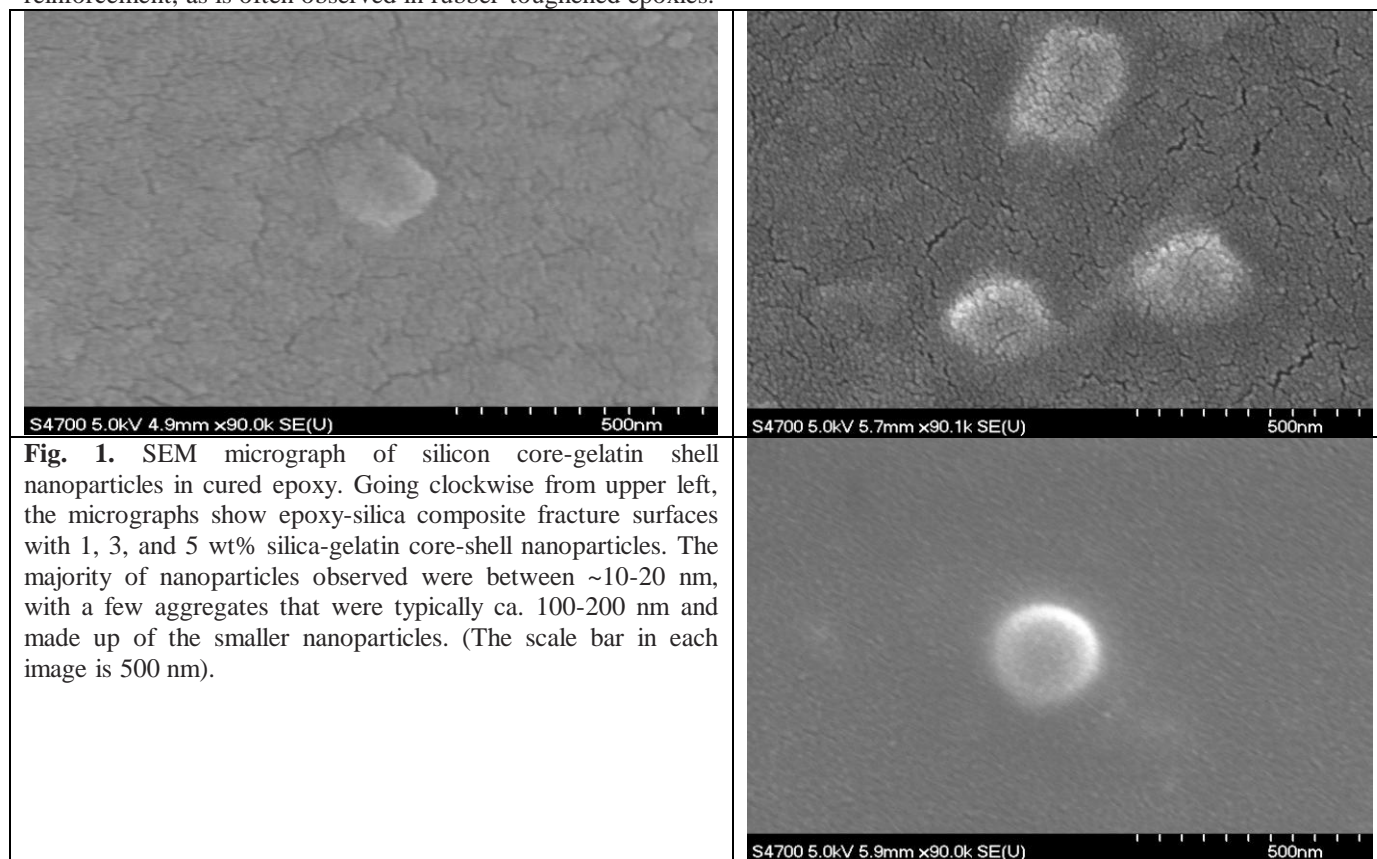 reinforcement, as is often observed in rubber-toughened epoxies.
S4700 5.0kV 4.9mm x90.0k SE(U) 500nm
S4700 5.0kV 5.7mm x90.1k SE(U) 500nm
Fig. 1. SEM micrograph of silicon core-gelatin shell
nanoparticles in cured epoxy. Going clockwise from upper left,
the micrographs show epoxy-silica composite fracture surfaces
with 1, 3, and 5 wt% silica-gelatin core-shell nanoparticles. The
majority of nanoparticles observed were between ~10-20 nm,
with a few aggregates that were typically ca. 100-200 nm and
made up of the smaller nanoparticles. (The scale bar in each
image is 500 nm).
S4700 5.0kV 5.9mm x90.0k SE(U) 500nm